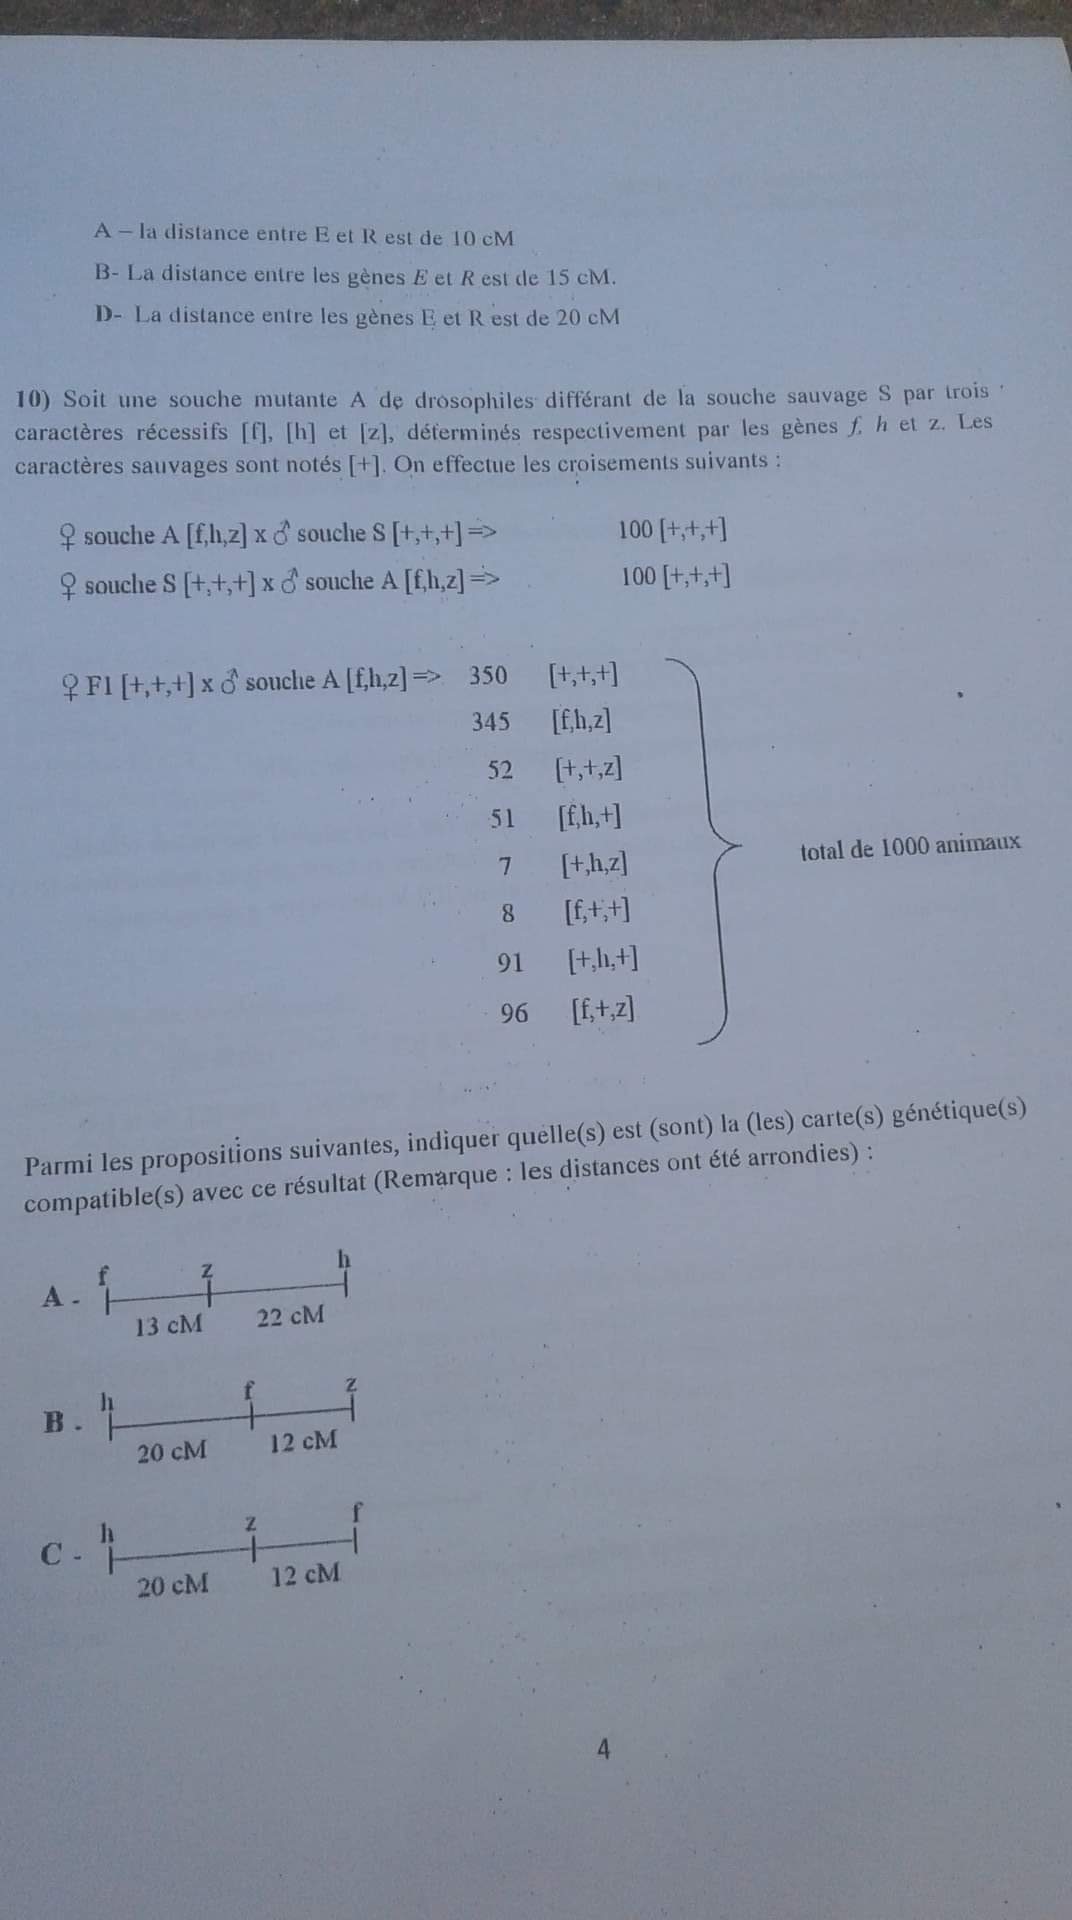 A – la distance entre E et R est de 10 cM
B- La distance entre les gènes E et R est de 15 cM.
D- La distance entre les gènes E et R est de 20 cM
10) Soit une souche mutante A de drosophiles différant de la souche sauvage S par trois
caractères récessifs [f], [h] et [z], déterminés respectivement par les gènes f, h et z. Les
caractères sauvages sont notés [+]. On effectue les croisements suivants :
♀ souche A [f,h,z] x ♂ souche S [+,+,+] => 100 [+,+,+]
♀ souche S [+,+,+] x ♂ souche A [f,h,z] => 100 [+,+,+]
♀ F1 [+,+,+] x ♂ souche A [f,h,z] => 350 [+,+,+]
345 [f,h,z]
52 [+,+,z]
51 [f,h,+]
total de 1000 animaux
7 [+,h,z]
8 [f,+,+]
91 [+,h,+]
96 [f,+,z]
Parmi les propositions suivantes, indiquer quelle(s) est (sont) la (les) carte(s) génétique(s)
compatible(s) avec ce résultat (Remarque : les distances ont été arrondies) :
f z h
A -
13 cM 22 cM
h f z
B .
20 cM 12 cM
h z f
C -
20 cM 12 cM
4